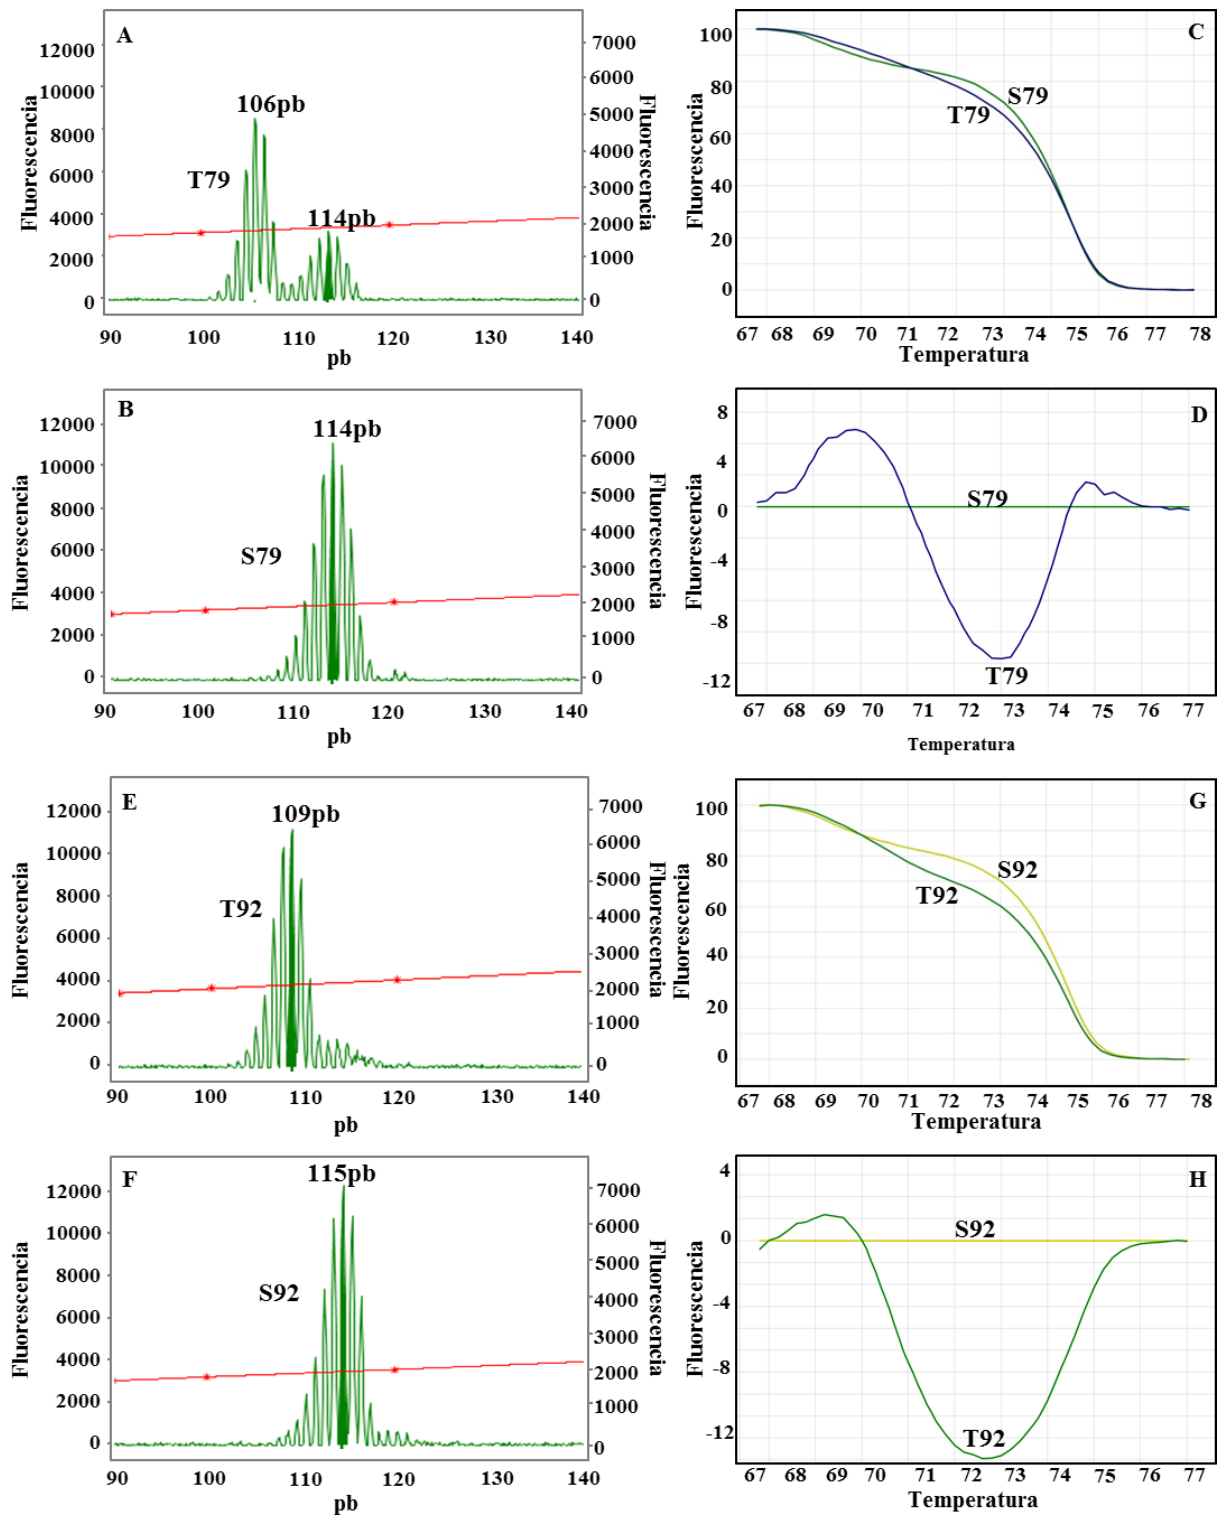 A
Fluorescencia
12000
10000
8000
6000
4000
2000
0
106pb
T79
114pb
7000
6000
5000
4000
3000
2000
1000
0
Fluorescencia
90 100 110 120 130 140
pb
C
Fluorescencia
100
80
60
40
20
0
S79
T79
67 68 69 70 71 72 73 74 75 76 77 78
Temperatura
B
Fluorescencia
12000
10000
8000
6000
4000
2000
0
114pb
S79
7000
6000
5000
4000
3000
2000
1000
0
Fluorescencia
90 100 110 120 130 140
pb
D
Fluorescencia
8
4
0
-4
-8
-12
S79
T79
67 68 69 70 71 72 73 74 75 76 77
Temperatura
E
Fluorescencia
12000
10000
8000
6000
4000
2000
0
109pb
T92
7000
6000
5000
4000
3000
2000
1000
0
Fluorescencia
90 100 110 120 130 140
pb
G
Fluorescencia
100
80
60
40
20
0
S92
T92
67 68 69 70 71 72 73 74 75 76 77 78
Temperatura
F
Fluorescencia
12000
10000
8000
6000
4000
2000
0
115pb
S92
7000
6000
5000
4000
3000
2000
1000
0
Fluorescencia
90 100 110 120 130 140
pb
H
Fluorescencia
4
0
-4
-8
-12
S92
T92
67 68 69 70 71 72 73 74 75 76 77
Temperatura